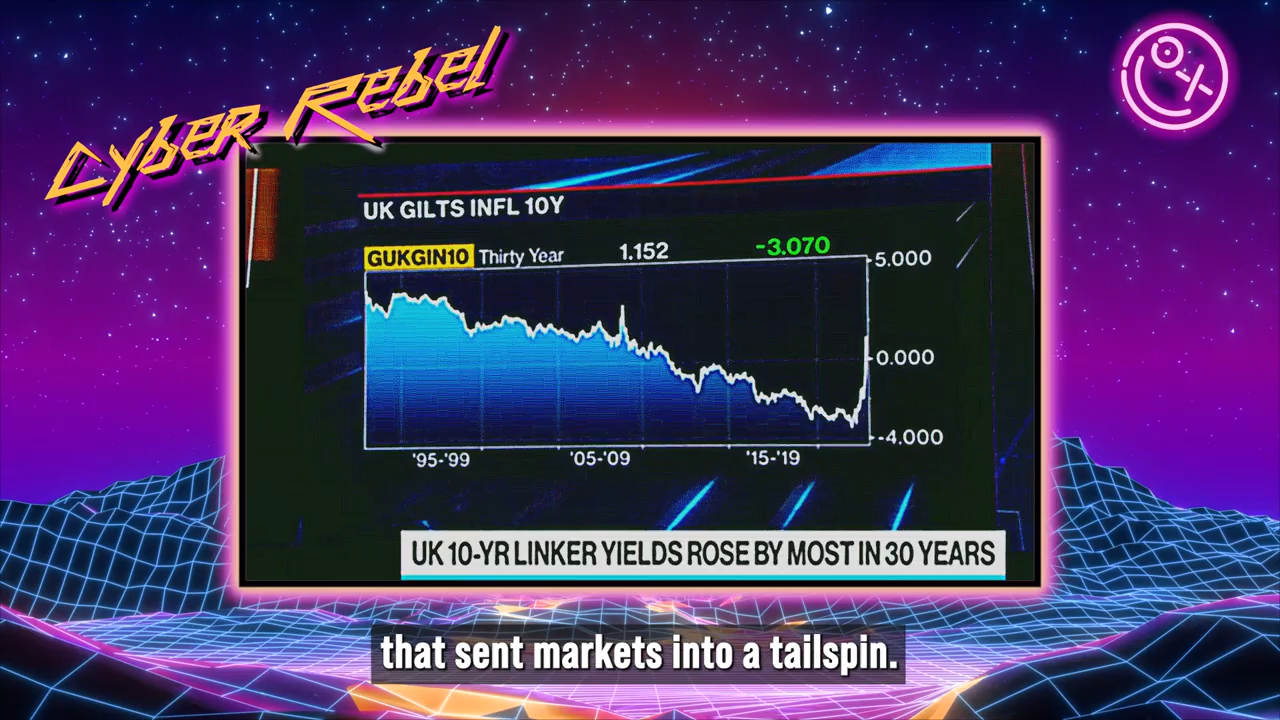 Cyber Rebel
UK GILTS INFL 10Y
GUKGIN10 Thirty Year 1.152 -3.070
5.000
0.000
-4.000
'95-'99 '05-'09 '15-'19
UK 10-YR LINKER YIELDS ROSE BY MOST IN 30 YEARS
that sent markets into a tailspin.